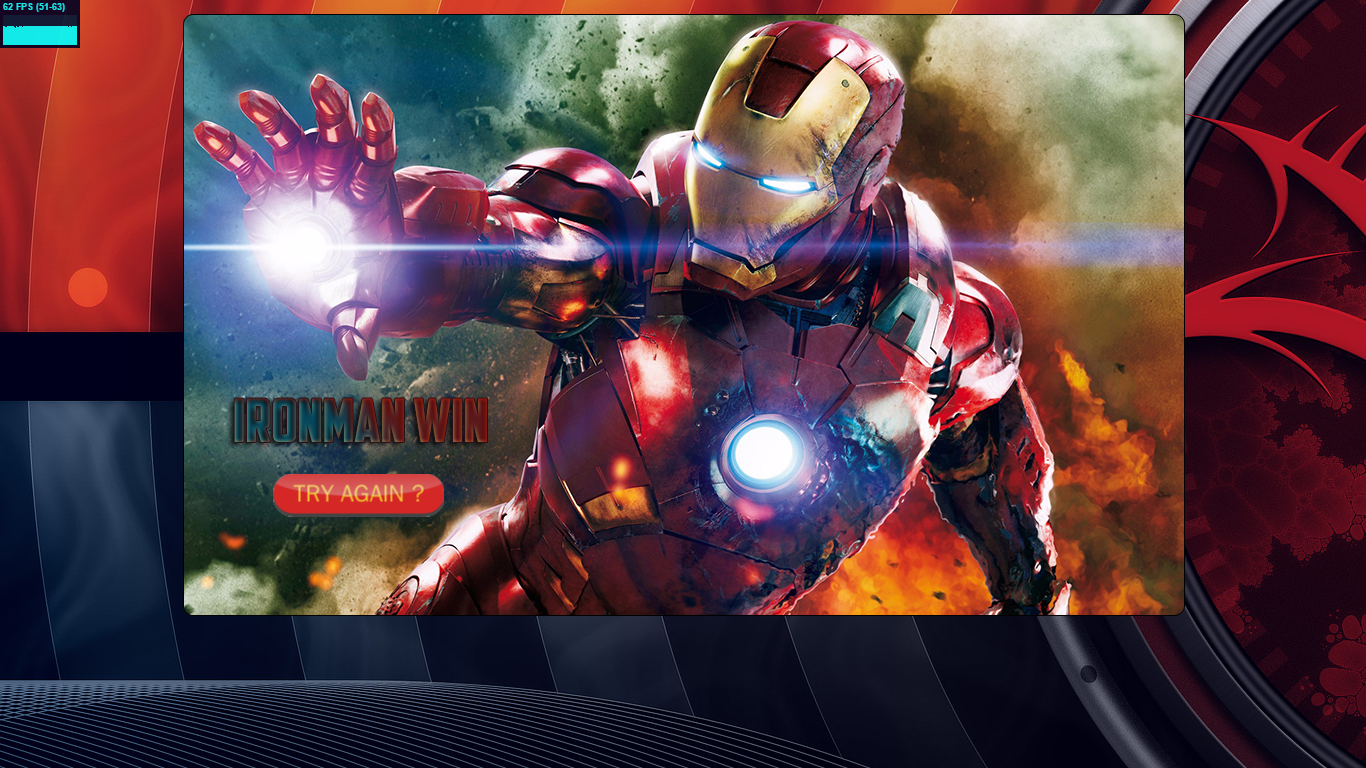 62 FPS (51-63)
IRONMAN WIN
TRY AGAIN ?